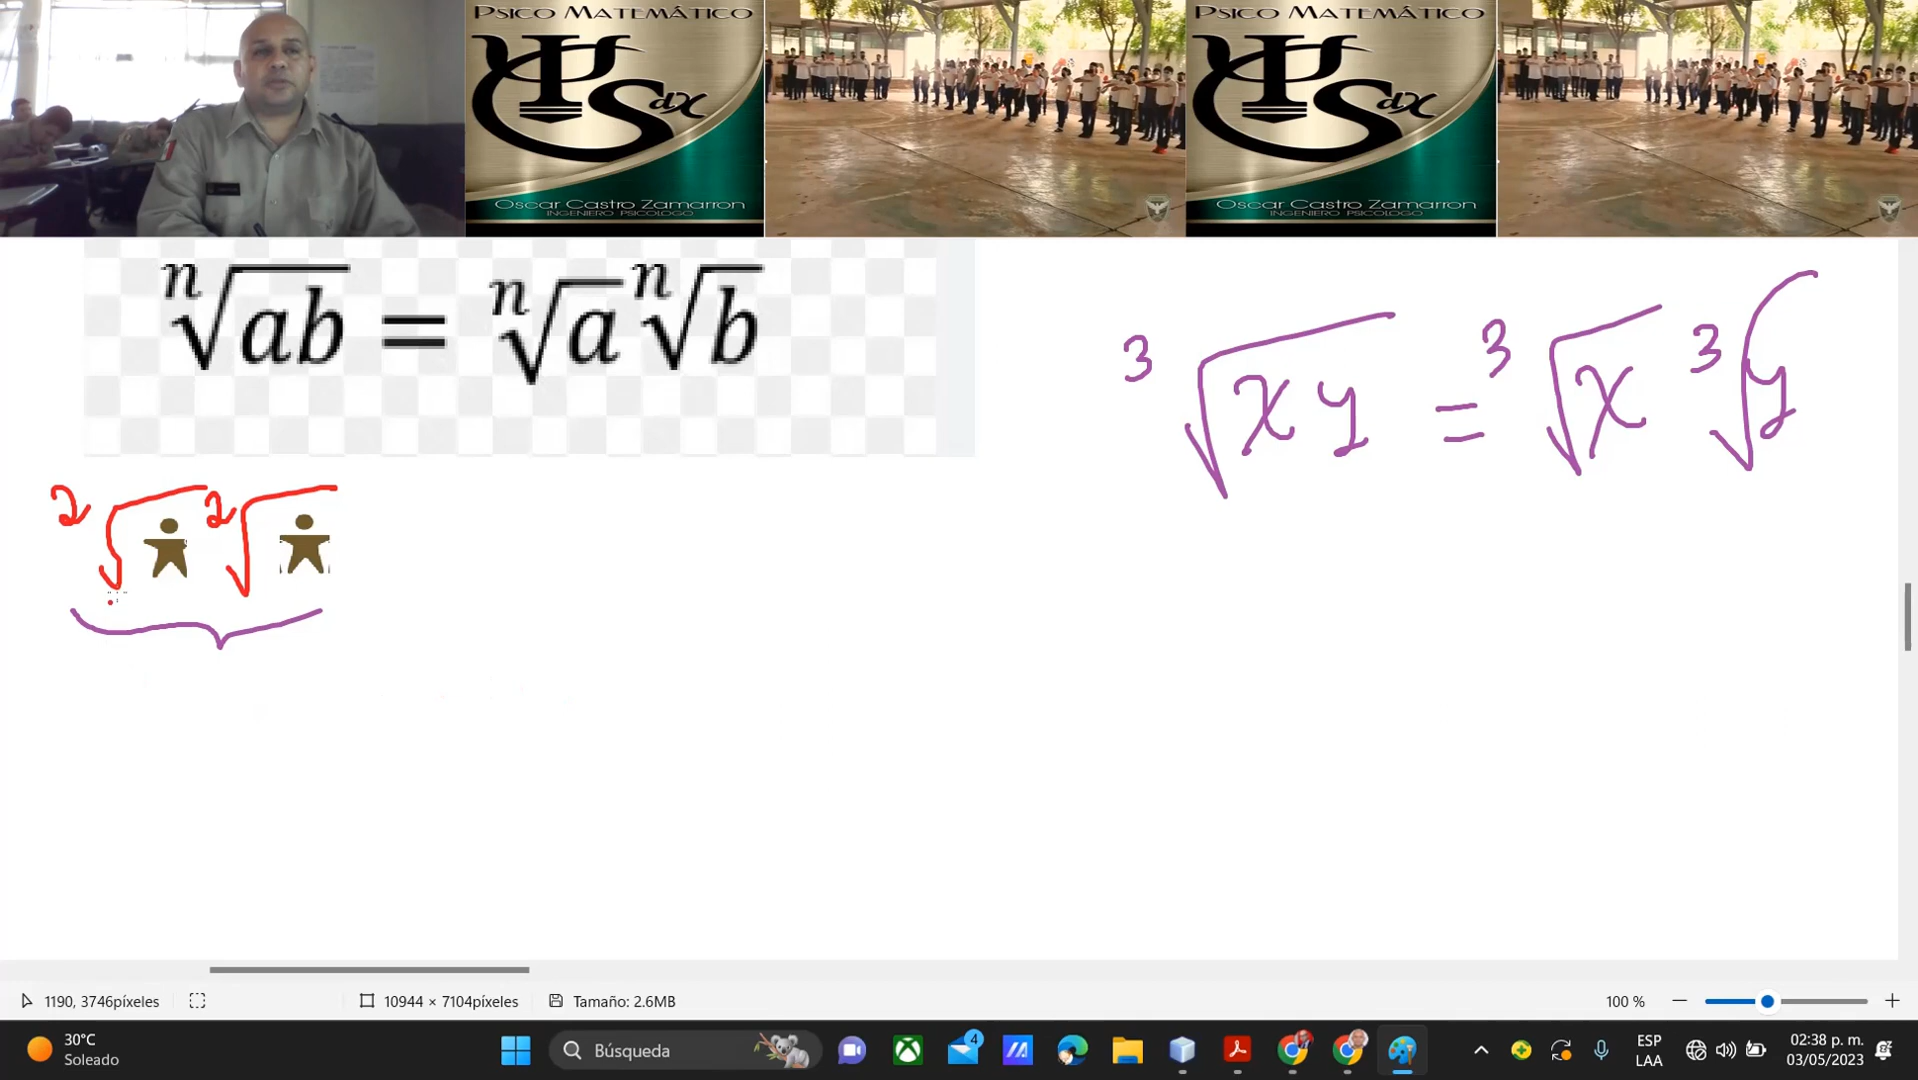 PSICO MATEMÁTICO
dx
OSCAR CASTRO ZAMARRON
INGENIERO PSICOLOGO
PSICO MATEMÁTICO
dx
OSCAR CASTRO ZAMARRON
INGENIERO PSICOLOGO
ⁿ√ab = ⁿ√a ⁿ√b
³√xy = ³√x ³√y
²√ ²√
1190, 3746píxeles
10944 × 7104píxeles
Tamaño: 2.6MB
100 %
30°C
Soleado
Búsqueda
4
ESP
LAA
02:38 p. m.
03/05/2023